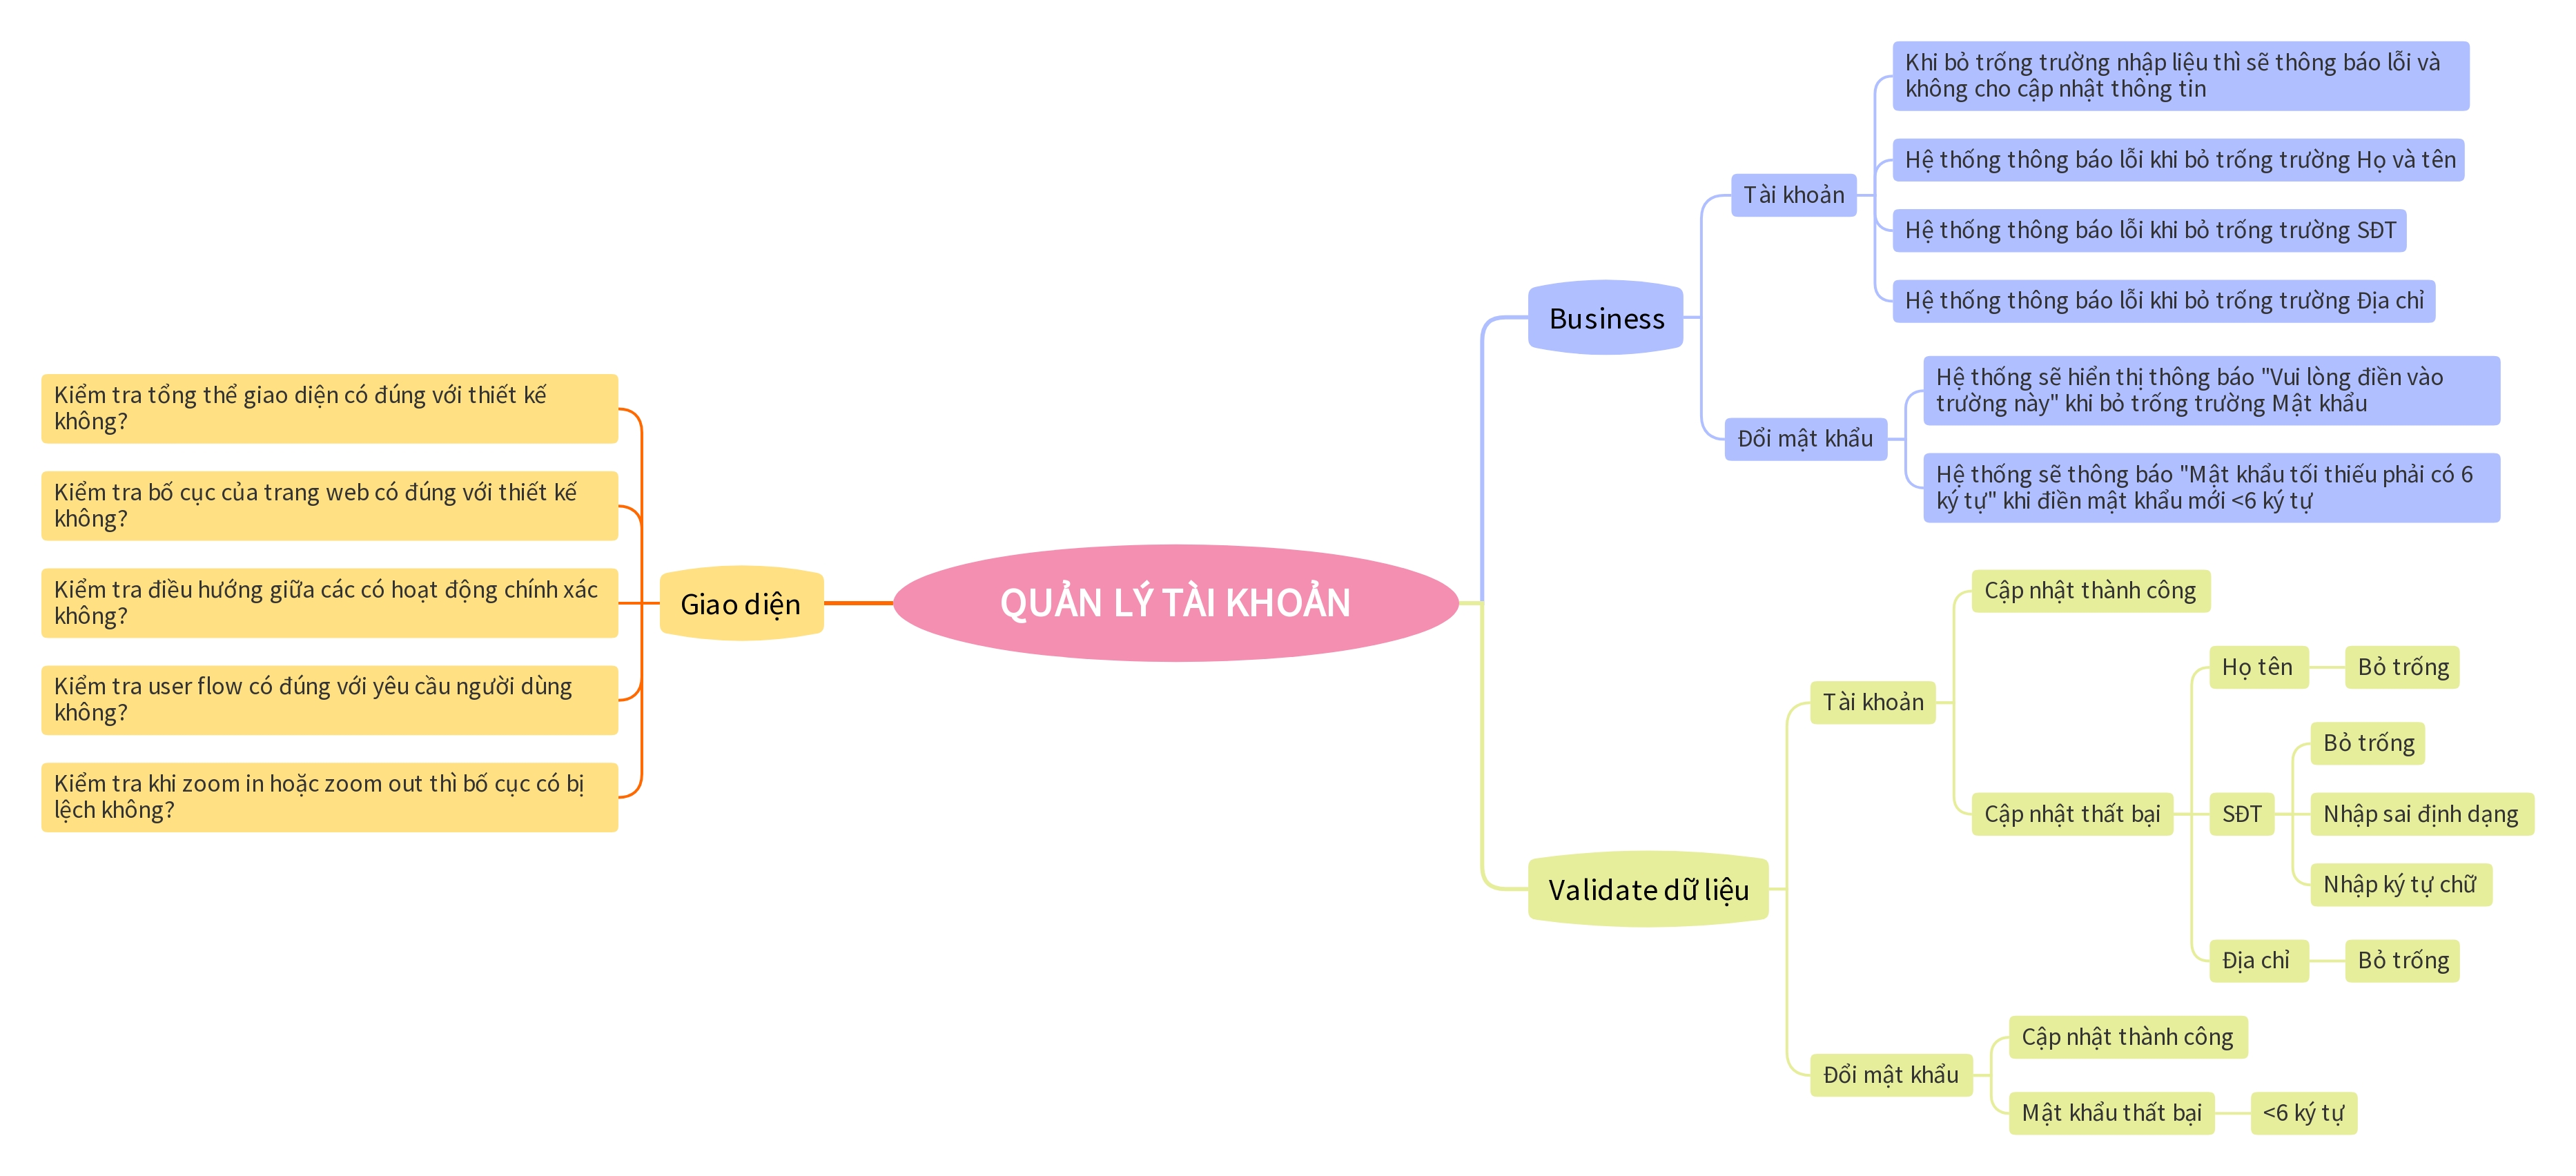 QUẢN LÝ TÀI KHOẢN
Giao diện
Kiểm tra tổng thể giao diện có đúng với thiết kế
không?
Kiểm tra bố cục của trang web có đúng với thiết kế
không?
Kiểm tra điều hướng giữa các có hoạt động chính xác
không?
Kiểm tra user flow có đúng với yêu cầu người dùng
không?
Kiểm tra khi zoom in hoặc zoom out thì bố cục có bị
lệch không?
Business
Tài khoản
Khi bỏ trống trường nhập liệu thì sẽ thông báo lỗi và
không cho cập nhật thông tin
Hệ thống thông báo lỗi khi bỏ trống trường Họ và tên
Hệ thống thông báo lỗi khi bỏ trống trường SĐT
Hệ thống thông báo lỗi khi bỏ trống trường Địa chỉ
Đổi mật khẩu
Hệ thống sẽ hiển thị thông báo "Vui lòng điền vào
trường này" khi bỏ trống trường Mật khẩu
Hệ thống sẽ thông báo "Mật khẩu tối thiếu phải có 6
ký tự" khi điền mật khẩu mới <6 ký tự
Validate dữ liệu
Tài khoản
Cập nhật thành công
Cập nhật thất bại
Họ tên
Bỏ trống
SĐT
Bỏ trống
Nhập sai định dạng
Nhập ký tự chữ
Địa chỉ
Bỏ trống
Đổi mật khẩu
Cập nhật thành công
Mật khẩu thất bại
<6 ký tự